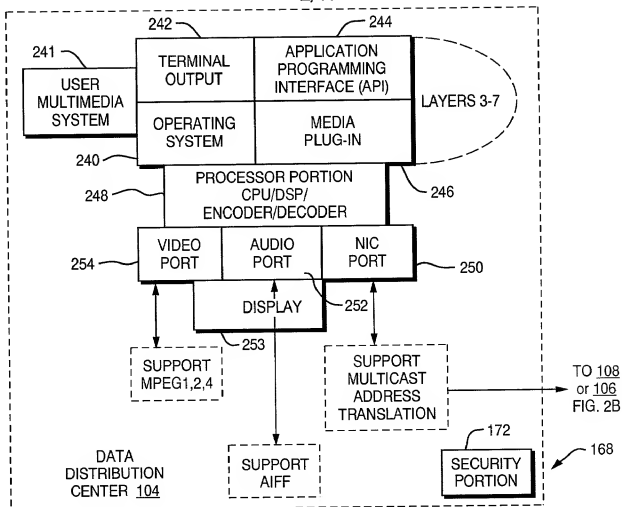 242
244
241
TERMINAL
OUTPUT
APPLICATION
PROGRAMMING
INTERFACE (API)
USER
MULTIMEDIA
SYSTEM
LAYERS 3-7
OPERATING
SYSTEM
MEDIA
PLUG-IN
240
246
248
PROCESSOR PORTION
CPU/DSP/
ENCODER/DECODER
VIDEO
PORT
AUDIO
PORT
NIC
PORT
254
250
252
DISPLAY
253
SUPPORT
MPEG1,2,4
SUPPORT
MULTICAST
ADDRESS
TRANSLATION
TO 108
or 106
FIG. 2B
172
168
DATA
DISTRIBUTION
CENTER 104
SUPPORT
AIFF
SECURITY
PORTION